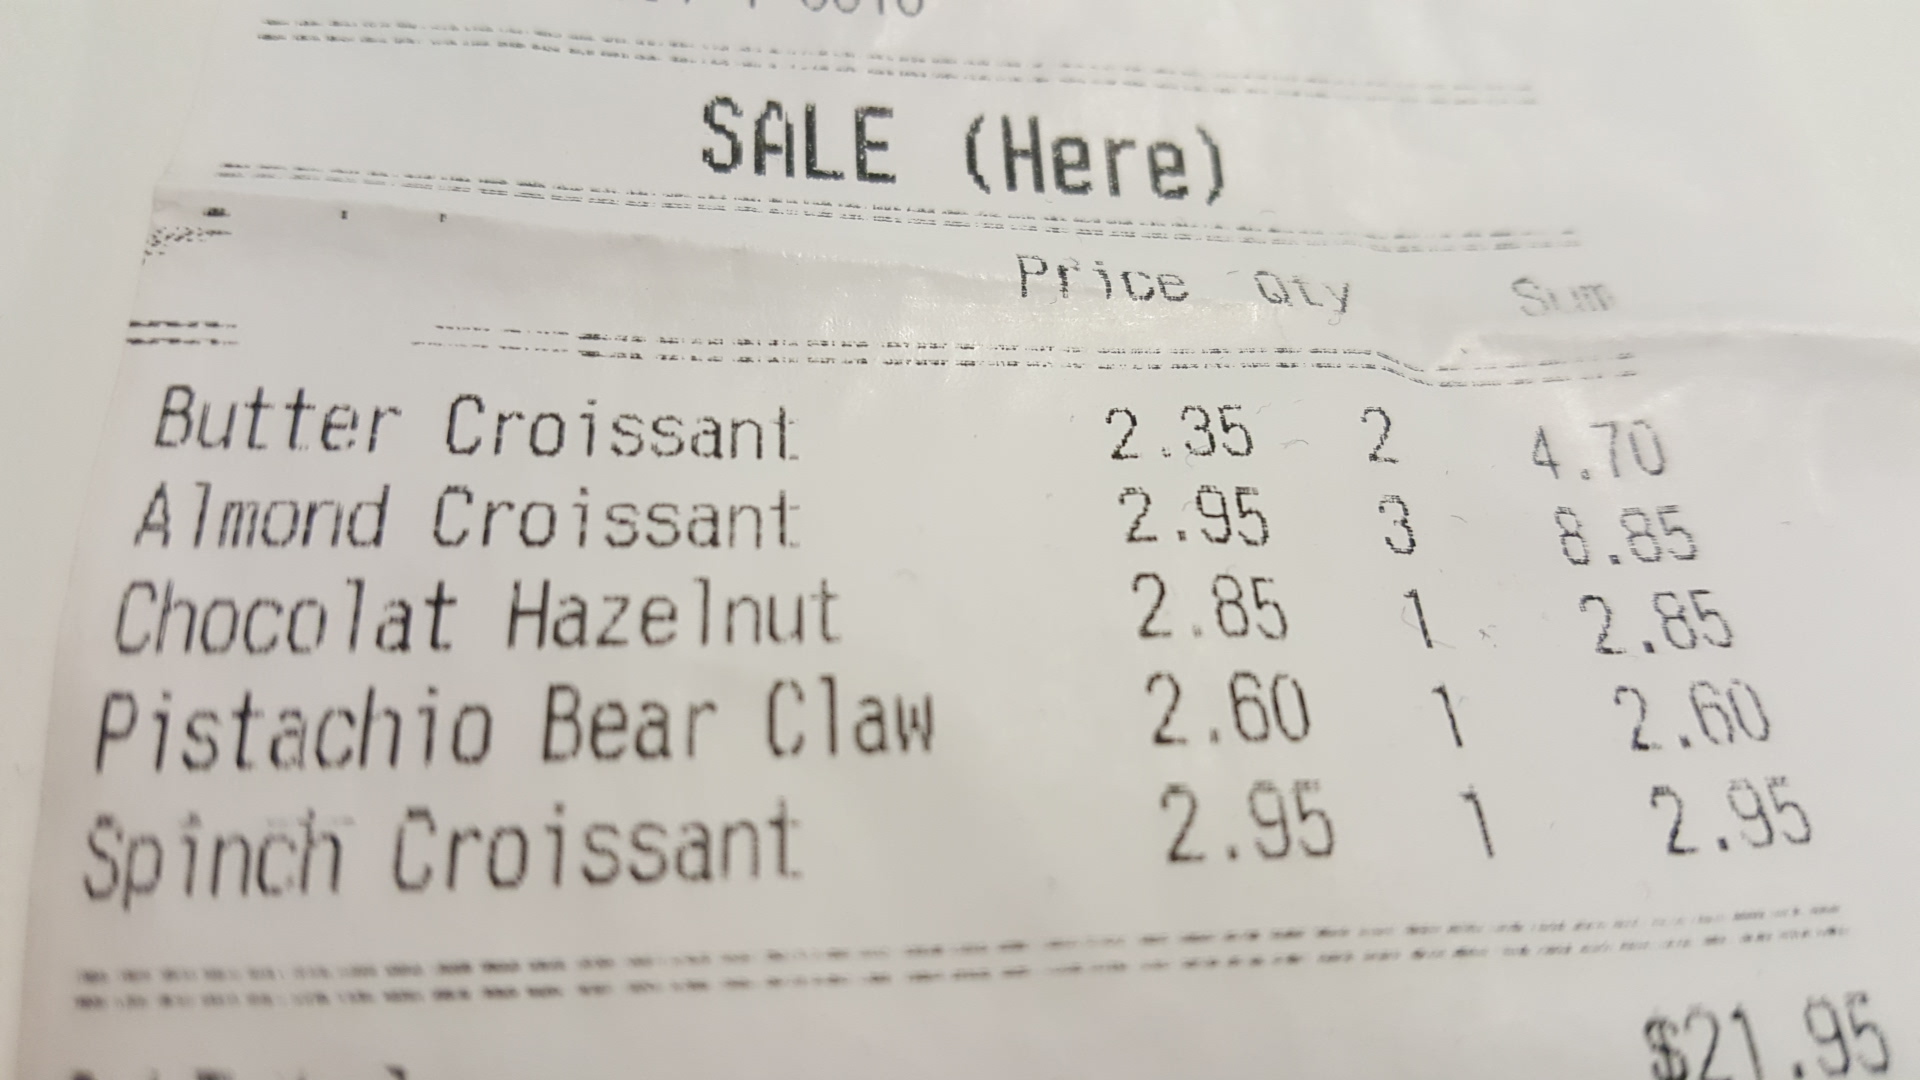 SALE (Here)
Price Qty Sum
Butter Croissant 2.35 2 4.70
Almond Croissant 2.95 3 8.85
Chocolat Hazelnut 2.85 1 2.85
Pistachio Bear Claw 2.60 1 2.60
Spinch Croissant 2.95 1 2.95
$21.95